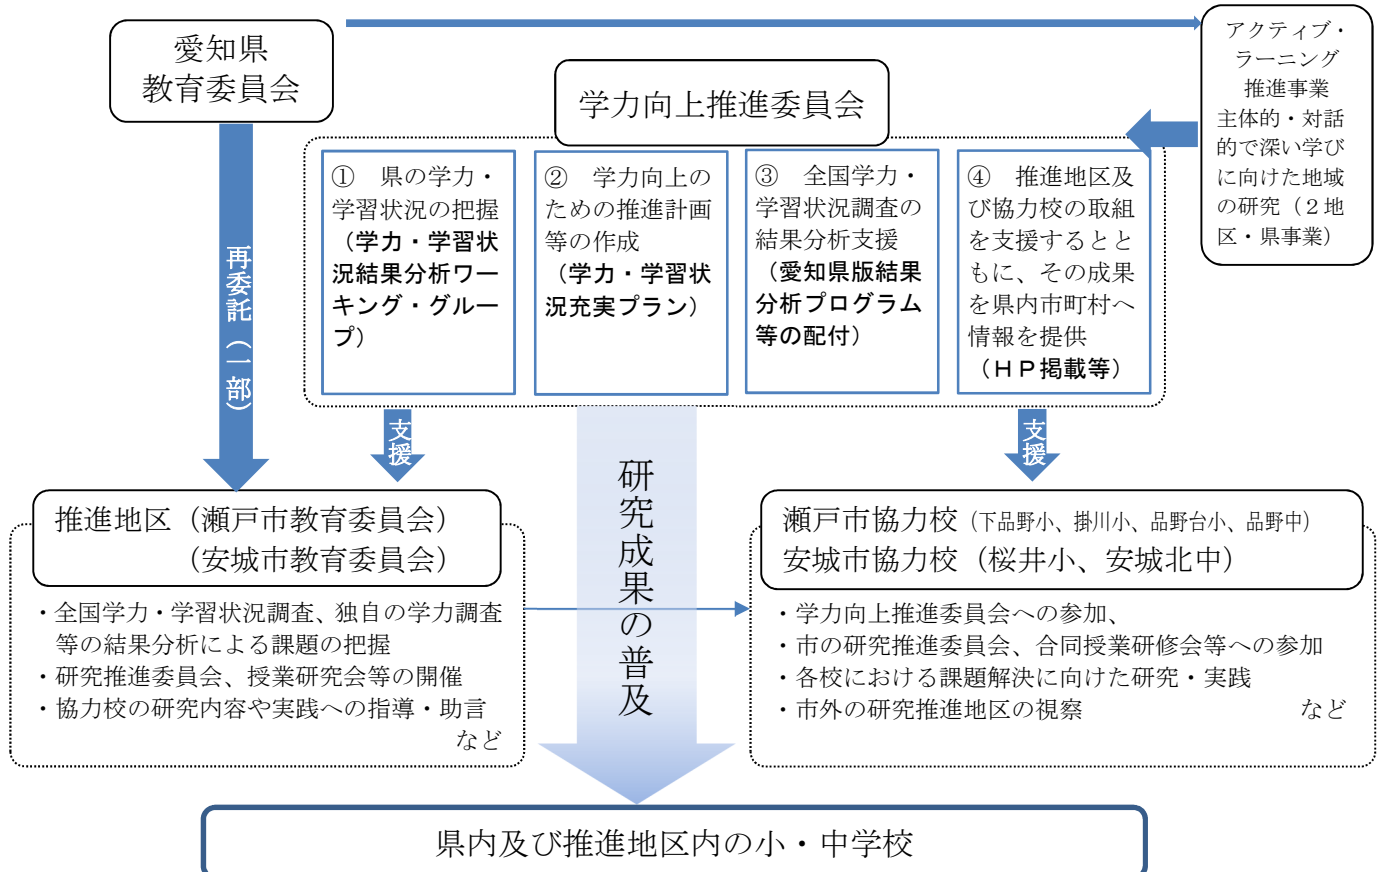 愛知県
教育委員会
アクティブ・
ラーニング
推進事業
主体的・対話
的で深い学び
に向けた地域
の研究（２地
区・県事業）
学力向上推進委員会
① 県の学力・
学習状況の把握
（学力・学習状
況結果分析ワー
キング・グルー
プ）
② 学力向上の
ための推進計画
等の作成
（学力・学習状
況充実プラン）
③ 全国学力・
学習状況調査の
結果分析支援
（愛知県版結果
分析プログラム
等の配付）
④ 推進地区及
び協力校の取組
を支援するとと
もに、その成果
を県内市町村へ
情報を提供
（ＨＰ掲載等）
再委託（一部）
支援
支援
研究成果の普及
推進地区（瀬戸市教育委員会）
（安城市教育委員会）
・全国学力・学習状況調査、独自の学力調査
等の結果分析による課題の把握
・研究推進委員会、授業研究会等の開催
・協力校の研究内容や実践への指導・助言
など
瀬戸市協力校（下品野小、掛川小、品野台小、品野中）
安城市協力校（桜井小、安城北中）
・学力向上推進委員会への参加、
・市の研究推進委員会、合同授業研修会等への参加
・各校における課題解決に向けた研究・実践
・市外の研究推進地区の視察 など
県内及び推進地区内の小・中学校